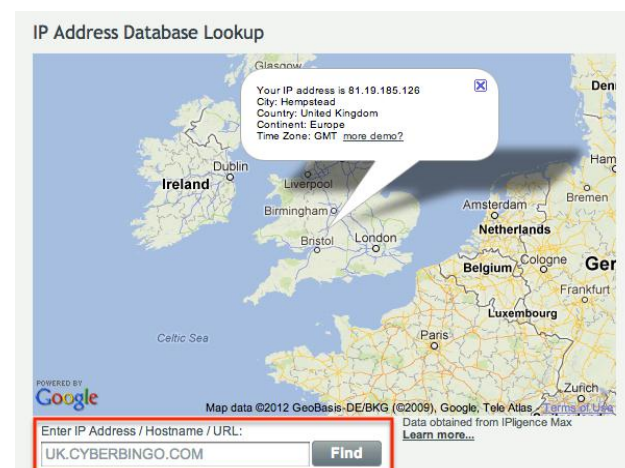 IP Address Database Lookup
Glasgow
Your IP address is 81.19.185.126
City: Hempstead
Country: United Kingdom
Continent: Europe
Time Zone: GMT more demo?
Den
Dublin
Ireland
Liverpool
Ham
Bremen
Birmingham
Amsterdam
Netherlands
Bristol
London
Belgium
Cologne
Ger
Frankfurt
Luxembourg
Celtic Sea
Paris
POWERED BY
Google
Zurich
Map data ©2012 GeoBasis-DE/BKG (©2009), Google, Tele Atlas - Terms of Use
Enter IP Address / Hostname / URL:
Data obtained from IPligence Max
Learn more...
UK.CYBERBINGO.COM
Find